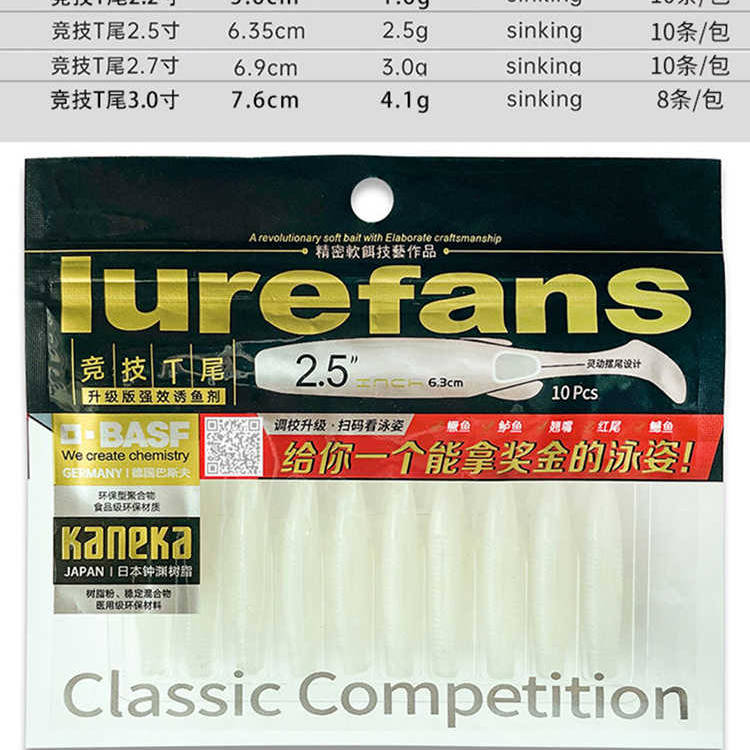 竞技T尾2.5寸 6.35cm 2.5g sinking 10条/包
竞技T尾2.7寸 6.9cm 3.0g sinking 10条/包
竞技T尾3.0寸 7.6cm 4.1g sinking 8条/包
A revolutionary soft bait with Elaborate craftsmanship
精密軟餌技藝作品
lurefans
竞技T尾
升级版强效诱鱼剂
2.5" INCH 6.3cm
灵动摆尾设计
10 Pcs
BASF
We create chemistry
GERMANY | 德国巴斯夫
环保型聚合物
食品级环保材质
调校升级·扫码看泳姿
鳜鱼 鲈鱼 翘嘴 红尾
给你一个能拿奖金的泳姿!
Kaneka
JAPAN | 日本钟渊树脂
树脂粉、稳定混合物
医用级环保材料
Classic Competition